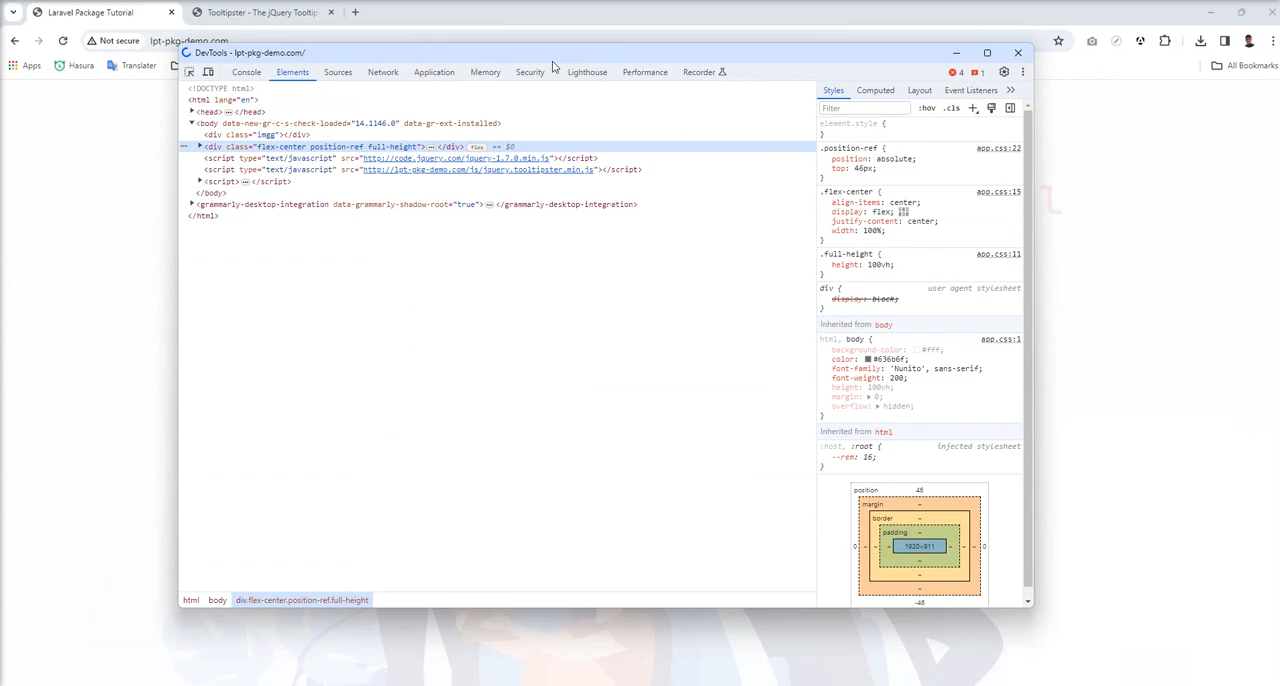 Laravel Package Tutorial
Tooltipster - The jQuery Tooltip
Not secure
lpt-pkg-demo.com
Apps
Hasura
Translater
All Bookmarks
DevTools - lpt-pkg-demo.com/
Console Elements Sources Network Application Memory Security Lighthouse Performance Recorder 4 1
<!DOCTYPE html>
<html lang="en">
<head> … </head>
<body data-new-gr-c-s-check-loaded="14.1146.0" data-gr-ext-installed>
<div class="imgg"></div>
<div class="flex-center position-ref full-height"> … </div> flex == $0
<script type="text/javascript" src="http://code.jquery.com/jquery-1.7.0.min.js"></script>
<script type="text/javascript" src="http://lpt-pkg-demo.com/js/jquery.tooltipster.min.js"></script>
<script> … </script>
</body>
<grammarly-desktop-integration data-grammarly-shadow-root="true"> … </grammarly-desktop-integration>
</html>
html body div.flex-center.position-ref.full-height
Styles Computed Layout Event Listeners
Filter :hov .cls
element.style {
}
.position-ref { app.css:22
position: absolute;
top: 46px;
}
.flex-center { app.css:15
align-items: center;
display: flex;
justify-content: center;
width: 100%;
}
.full-height { app.css:11
height: 100vh;
}
div { user agent stylesheet
display: block;
}
Inherited from body
html, body { app.css:1
background-color: #fff;
color: #636b6f;
font-family: 'Nunito', sans-serif;
font-weight: 200;
height: 100vh;
margin: 0;
overflow: hidden;
}
Inherited from html
:host, :root { injected stylesheet
--rem: 16;
}
position 46
margin -
border -
padding -
0 - - - 1920×911 - - - 0
-
-
-
-46
l